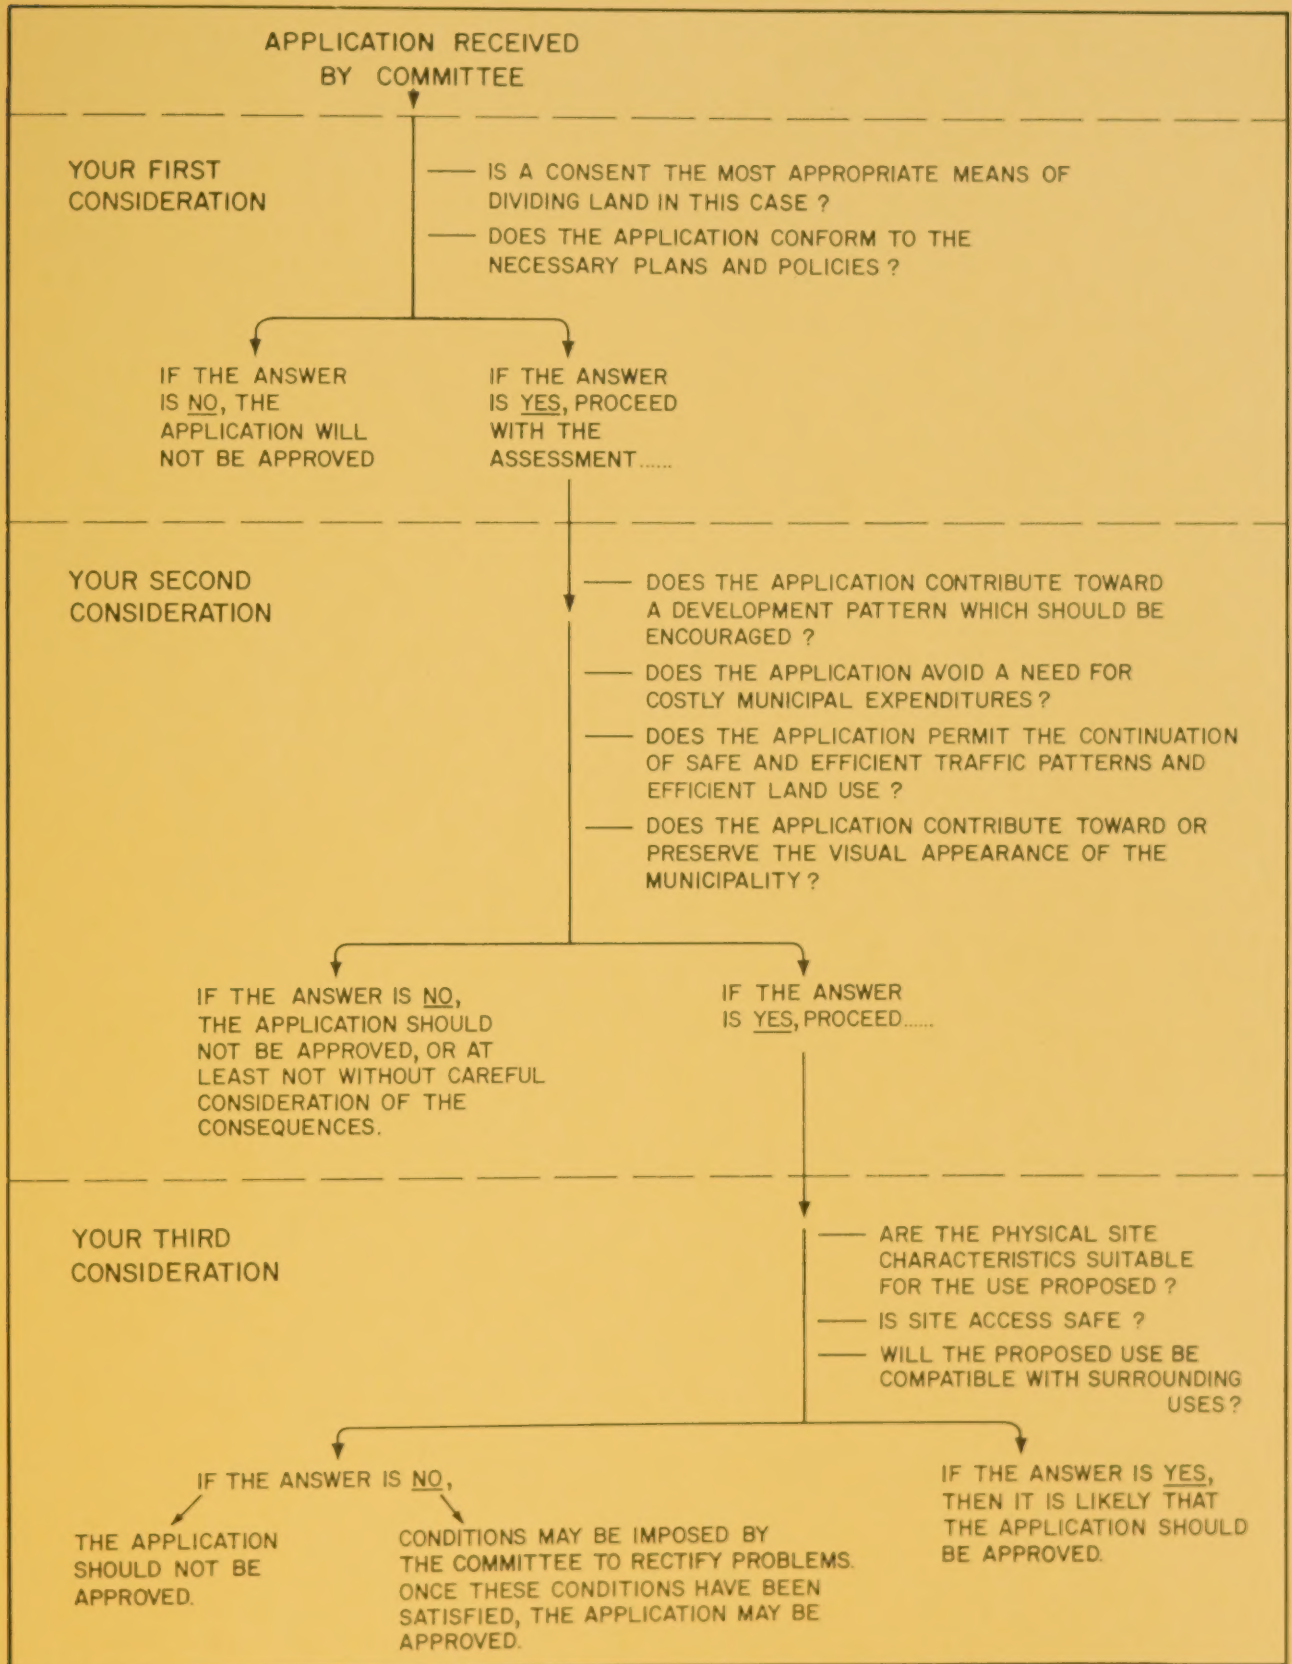 APPLICATION RECEIVED
BY COMMITTEE
YOUR FIRST
CONSIDERATION
IS A CONSENT THE MOST APPROPRIATE MEANS OF
DIVIDING LAND IN THIS CASE ?
DOES THE APPLICATION CONFORM TO THE
NECESSARY PLANS AND POLICIES ?
IF THE ANSWER
IS NO, THE
APPLICATION WILL
NOT BE APPROVED
IF THE ANSWER
IS YES, PROCEED
WITH THE
ASSESSMENT......
YOUR SECOND
CONSIDERATION
DOES THE APPLICATION CONTRIBUTE TOWARD
A DEVELOPMENT PATTERN WHICH SHOULD BE
ENCOURAGED ?
DOES THE APPLICATION AVOID A NEED FOR
COSTLY MUNICIPAL EXPENDITURES ?
DOES THE APPLICATION PERMIT THE CONTINUATION
OF SAFE AND EFFICIENT TRAFFIC PATTERNS AND
EFFICIENT LAND USE ?
DOES THE APPLICATION CONTRIBUTE TOWARD OR
PRESERVE THE VISUAL APPEARANCE OF THE
MUNICIPALITY ?
IF THE ANSWER IS NO,
THE APPLICATION SHOULD
NOT BE APPROVED, OR AT
LEAST NOT WITHOUT CAREFUL
CONSIDERATION OF THE
CONSEQUENCES.
IF THE ANSWER
IS YES, PROCEED......
YOUR THIRD
CONSIDERATION
ARE THE PHYSICAL SITE
CHARACTERISTICS SUITABLE
FOR THE USE PROPOSED ?
IS SITE ACCESS SAFE ?
WILL THE PROPOSED USE BE
COMPATIBLE WITH SURROUNDING
USES ?
IF THE ANSWER IS NO,
THE APPLICATION
SHOULD NOT BE
APPROVED.
CONDITIONS MAY BE IMPOSED BY
THE COMMITTEE TO RECTIFY PROBLEMS.
ONCE THESE CONDITIONS HAVE BEEN
SATISFIED, THE APPLICATION MAY BE
APPROVED.
IF THE ANSWER IS YES,
THEN IT IS LIKELY THAT
THE APPLICATION SHOULD
BE APPROVED.